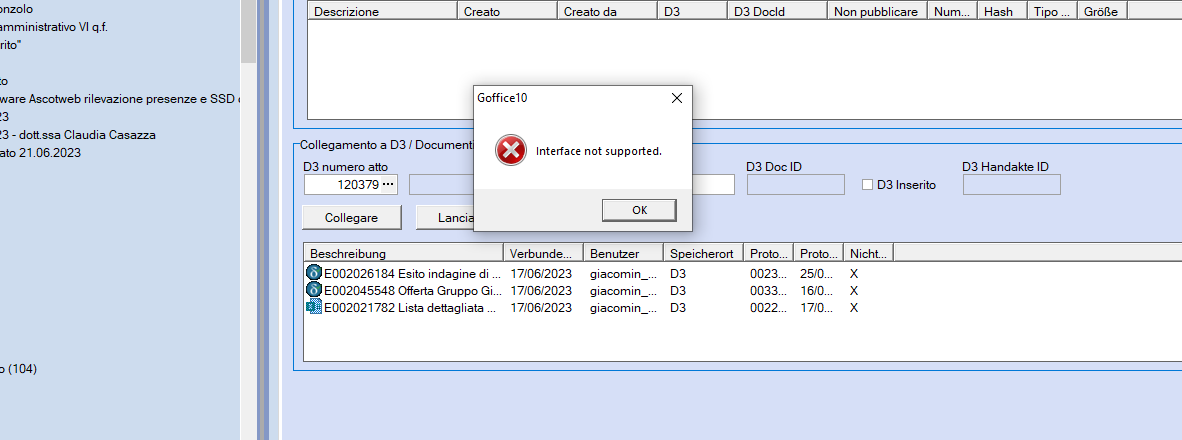 onzolo
amministrativo VI q.f.
rito"
to
ware Ascotweb rilevazione presenze e SSD
23
23 - dott.ssa Claudia Casazza
ato 21.06.2023
o (104)
Descrizione Creato Creato da D3 D3 DocId Non pubblicare Num... Hash Tipo ... Größe
Goffice10
Interface not supported.
OK
Collegamento a D3 / Document
D3 numero atto D3 Doc ID D3 Handakte ID
120379 ... D3 Inserito
Collegare Lancia
Beschreibung Verbunde... Benutzer Speicherort Proto... Proto... Nicht...
E002026184 Esito indagine di ... 17/06/2023 giacomin_... D3 0023... 25/0... X
E002045548 Offerta Gruppo Gi... 17/06/2023 giacomin_... D3 0033... 16/0... X
E002021782 Lista dettagliata ... 17/06/2023 giacomin_... D3 0022... 17/0... X